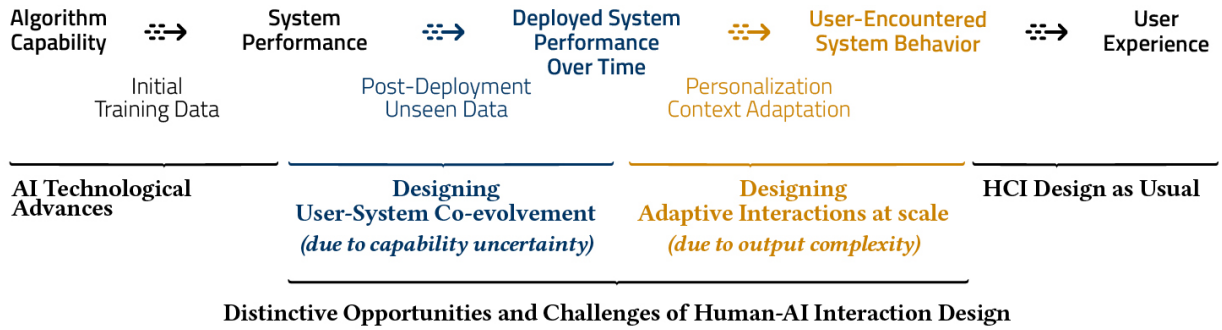 Algorithm
Capability
System
Performance
Deployed System
Performance
Over Time
User-Encountered
System Behavior
User
Experience
Initial
Training Data
Post-Deployment
Unseen Data
Personalization
Context Adaptation
AI Technological
Advances
Designing
User-System Co-evolvement
(due to capability uncertainty)
Designing
Adaptive Interactions at scale
(due to output complexity)
HCI Design as Usual
Distinctive Opportunities and Challenges of Human-AI Interaction Design